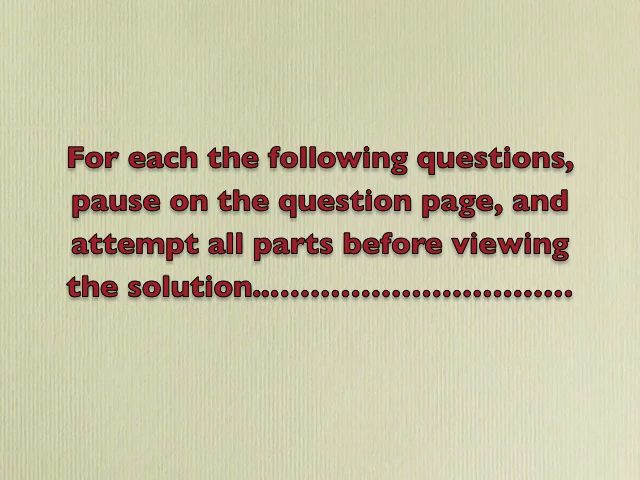 For each the following questions,
pause on the question page, and
attempt all parts before viewing
the solution................................